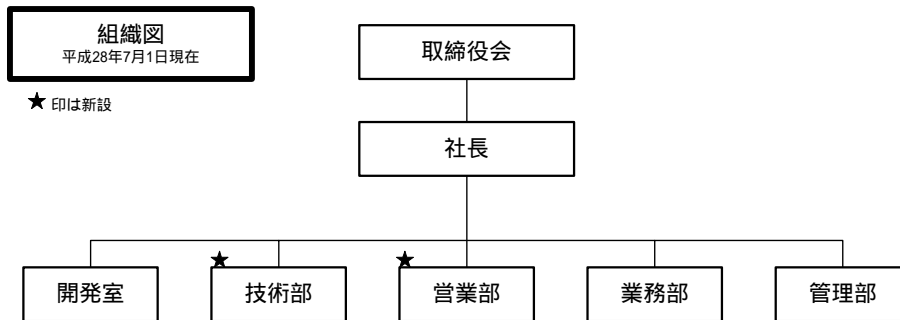 組織図
平成28年7月1日現在
★ 印は新設
取締役会
社長
★ ★
開発室 技術部 営業部 業務部 管理部